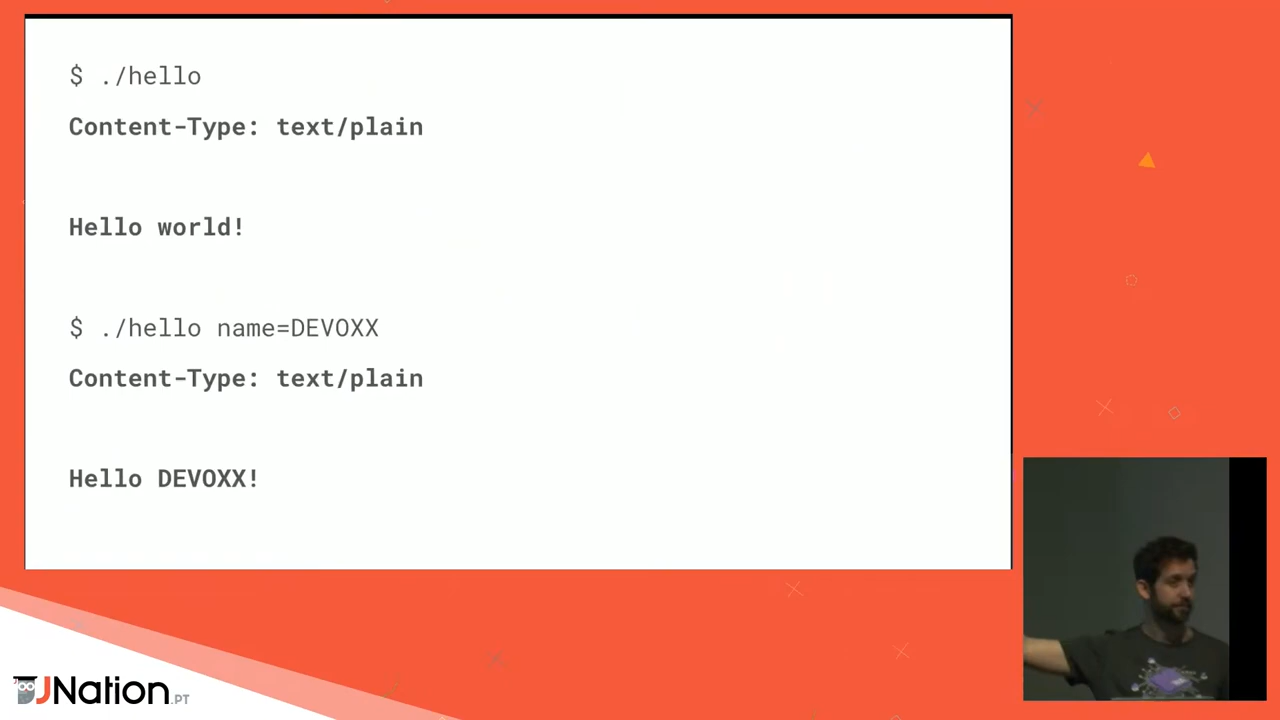 $ ./hello
Content-Type: text/plain
Hello world!
$ ./hello name=DEVOXX
Content-Type: text/plain
Hello DEVOXX!
JNation.PT